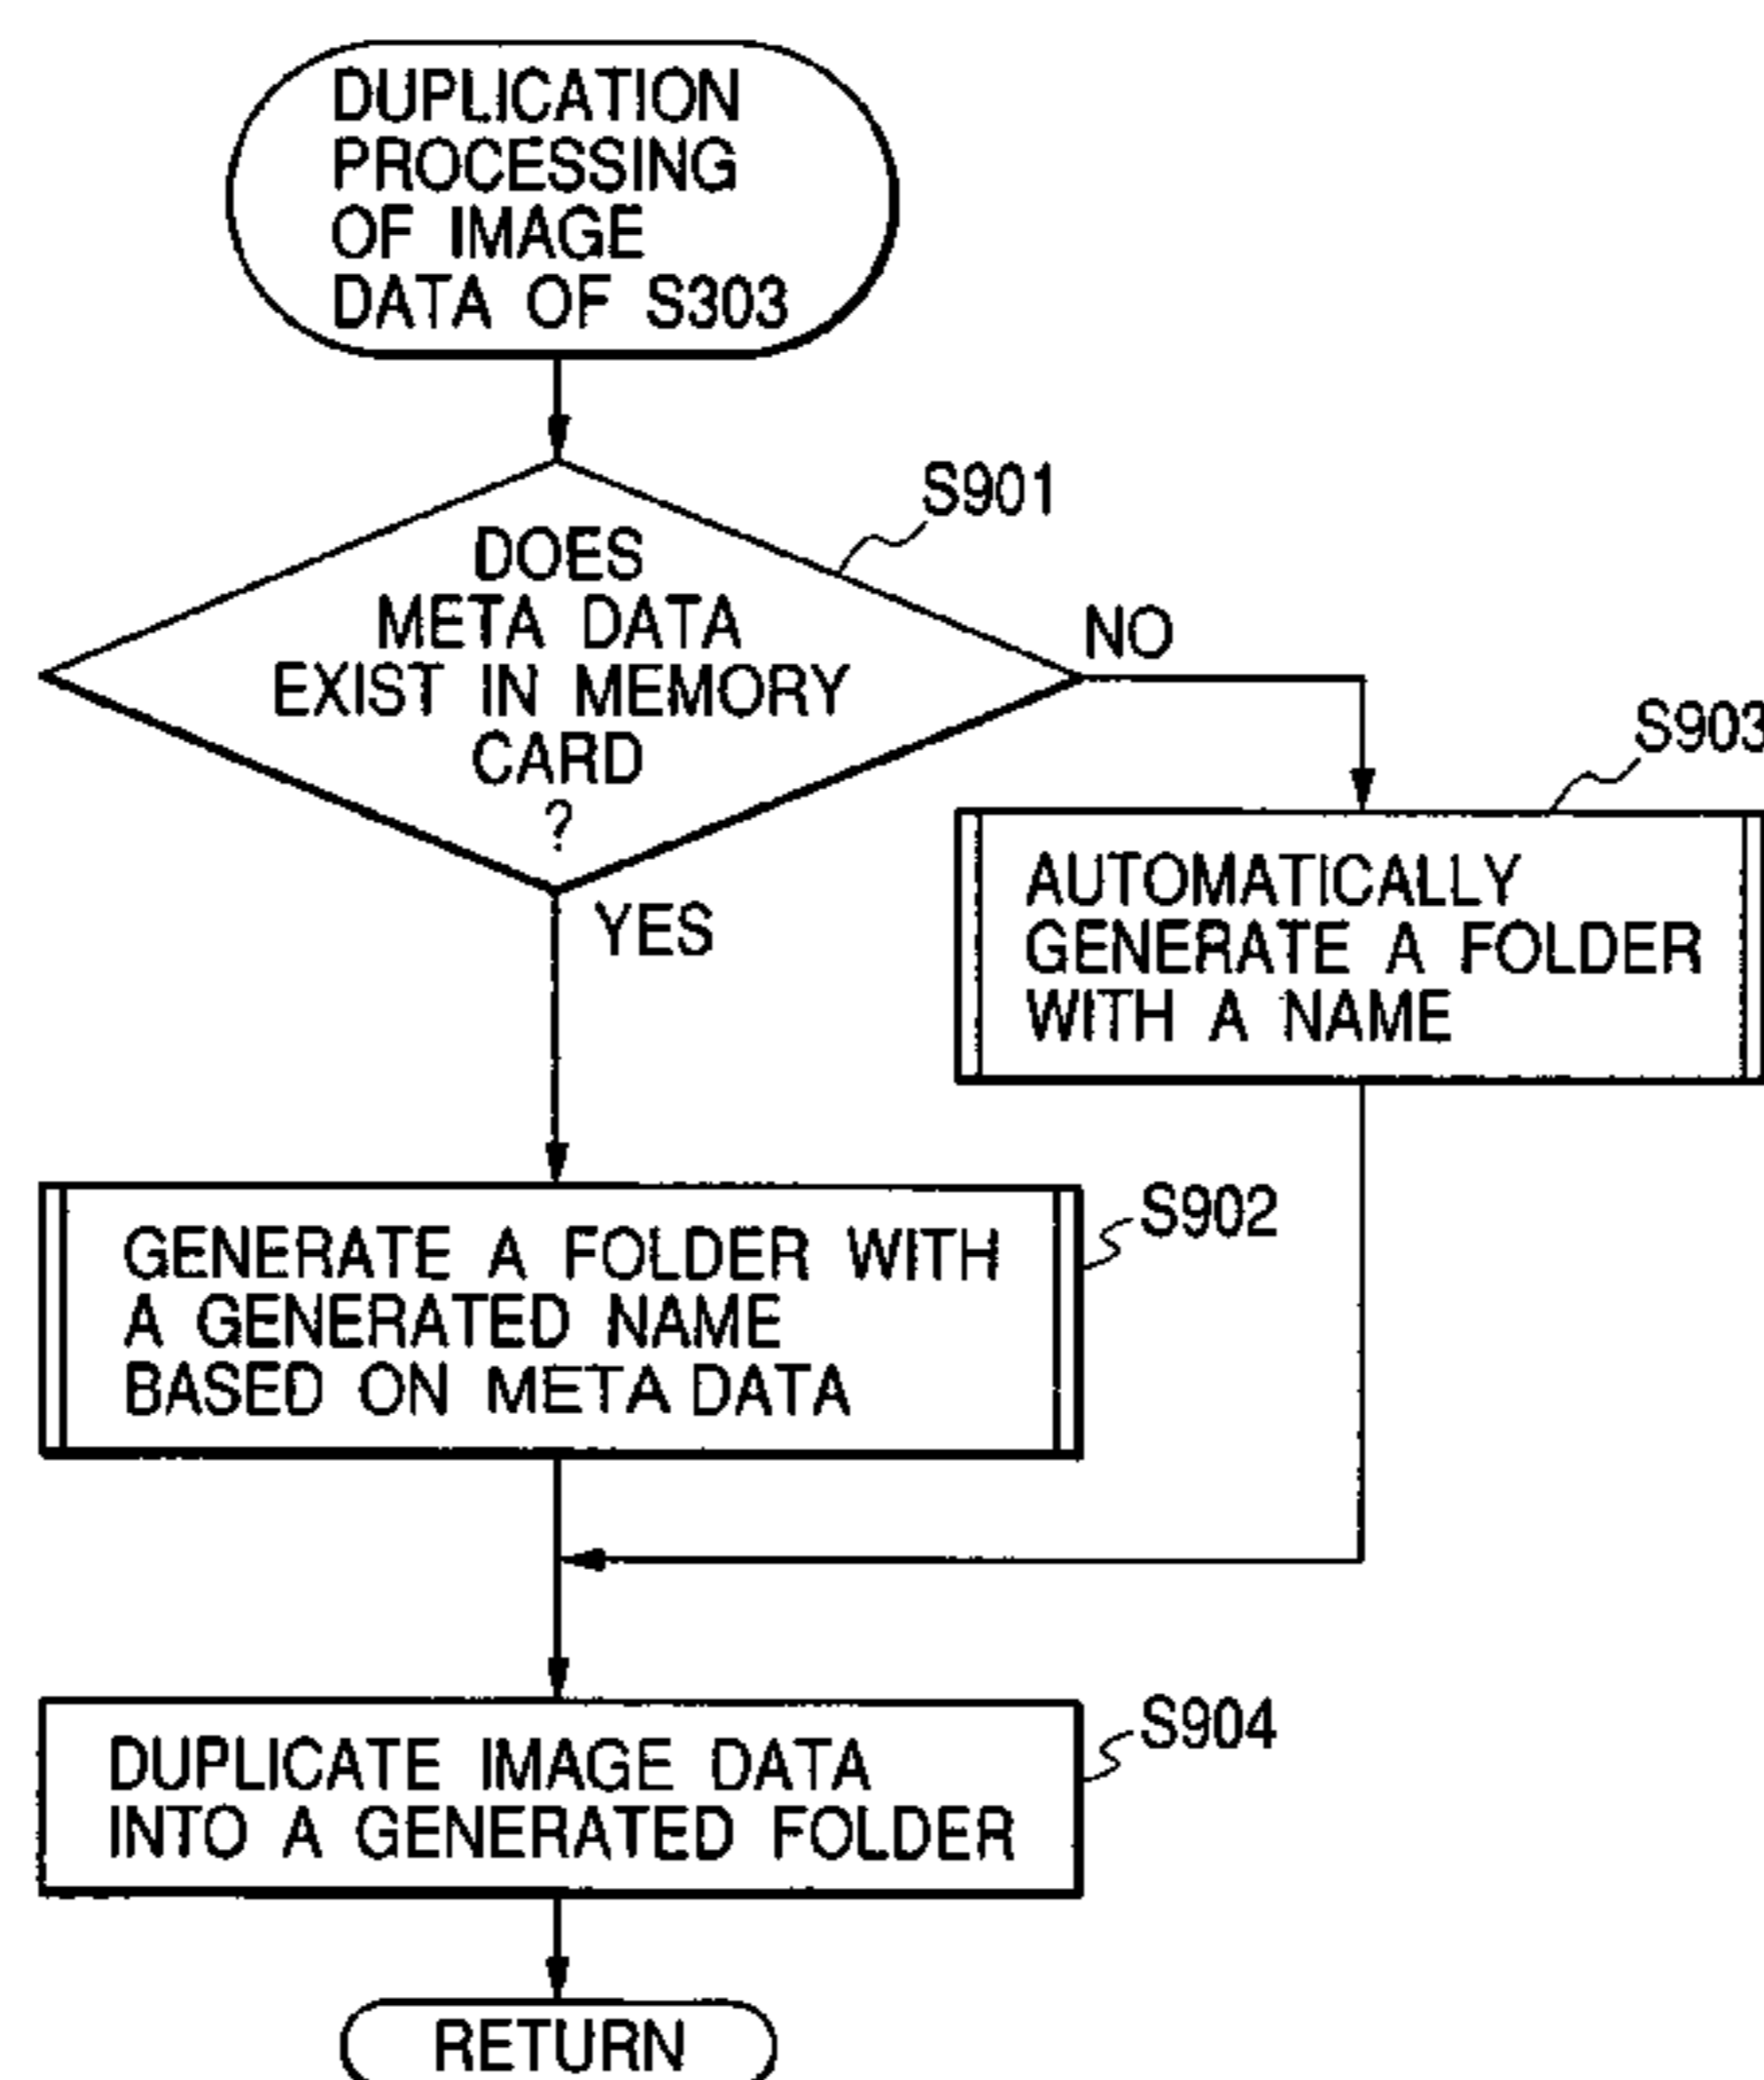 DUPLICATION
PROCESSING
OF IMAGE
DATA OF S303
S901
DOES
META DATA
EXIST IN MEMORY
CARD
?
NO
YES
S903
AUTOMATICALLY
GENERATE A FOLDER
WITH A NAME
S902
GENERATE A FOLDER WITH
A GENERATED NAME
BASED ON META DATA
S904
DUPLICATE IMAGE DATA
INTO A GENERATED FOLDER
RETURN